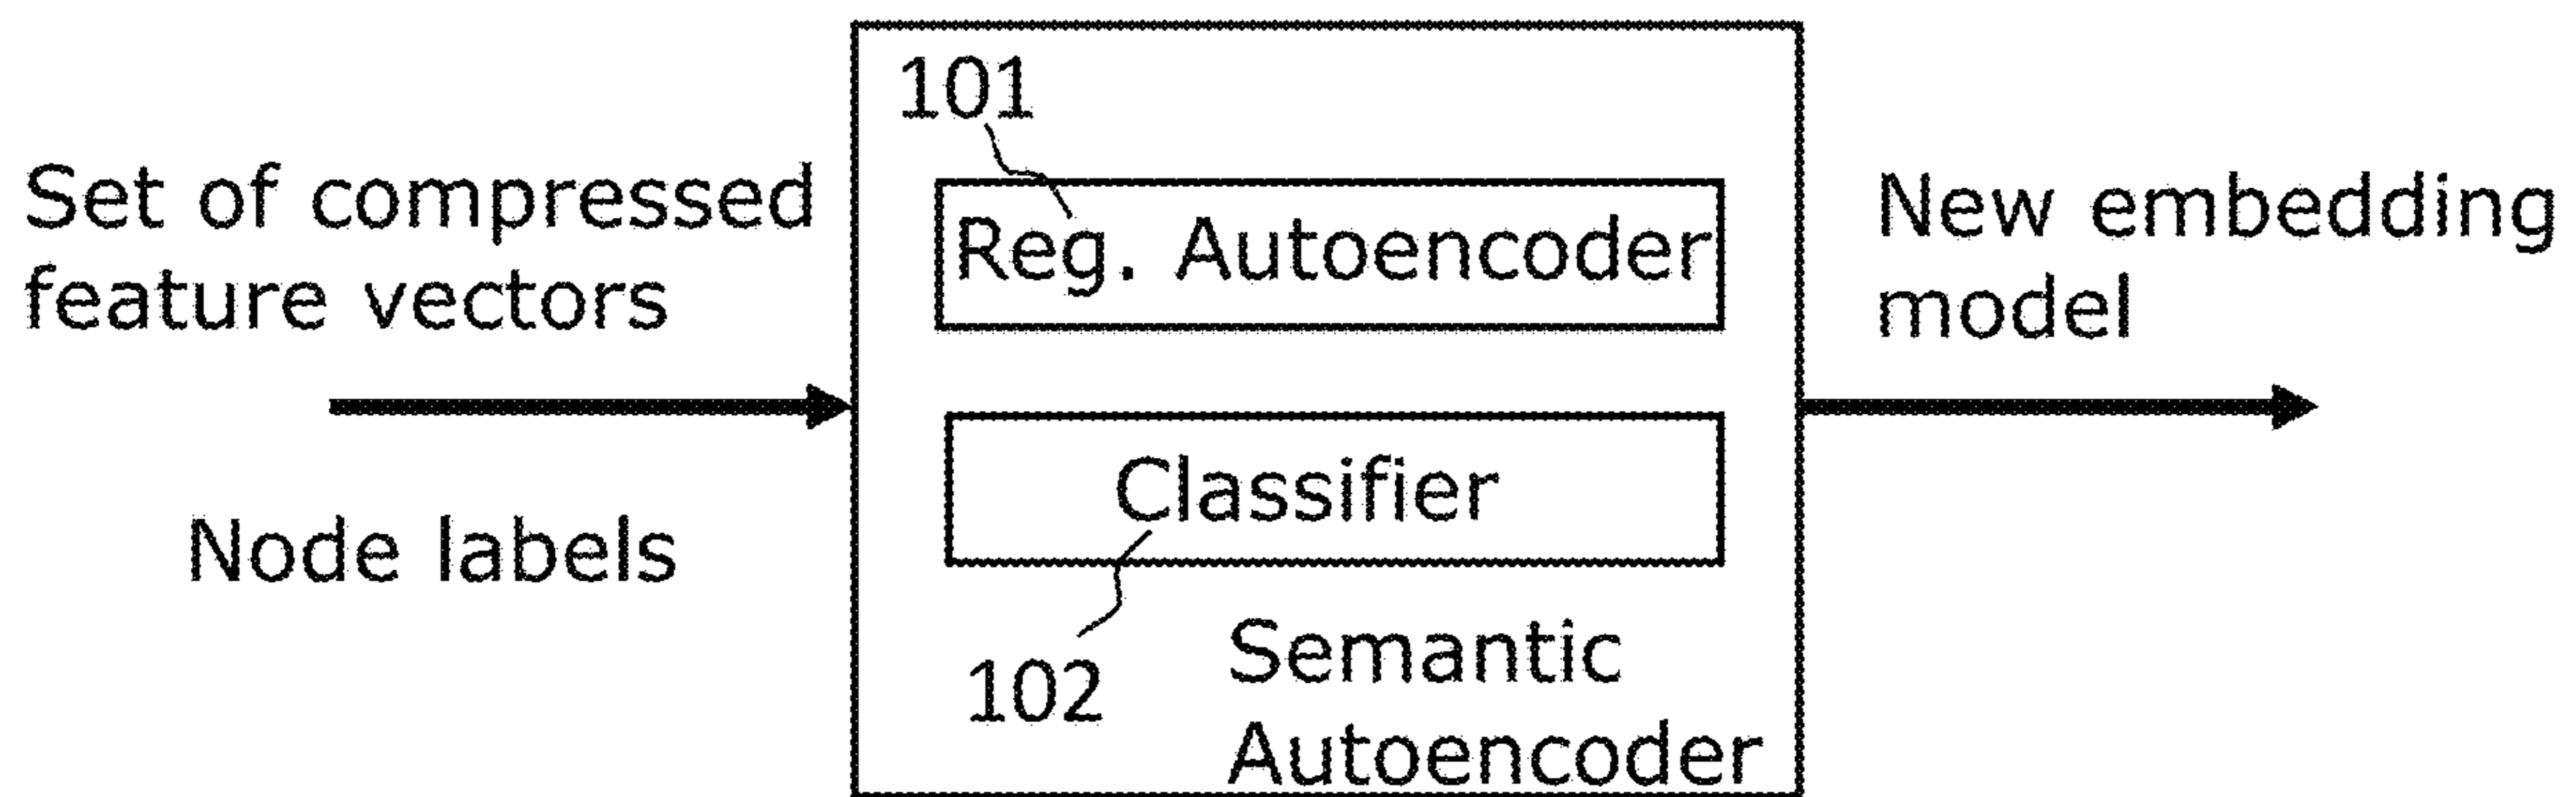 Set of compressed
feature vectors
Node labels
101
Reg. Autoencoder
Classifier
102
Semantic
Autoencoder
New embedding
model